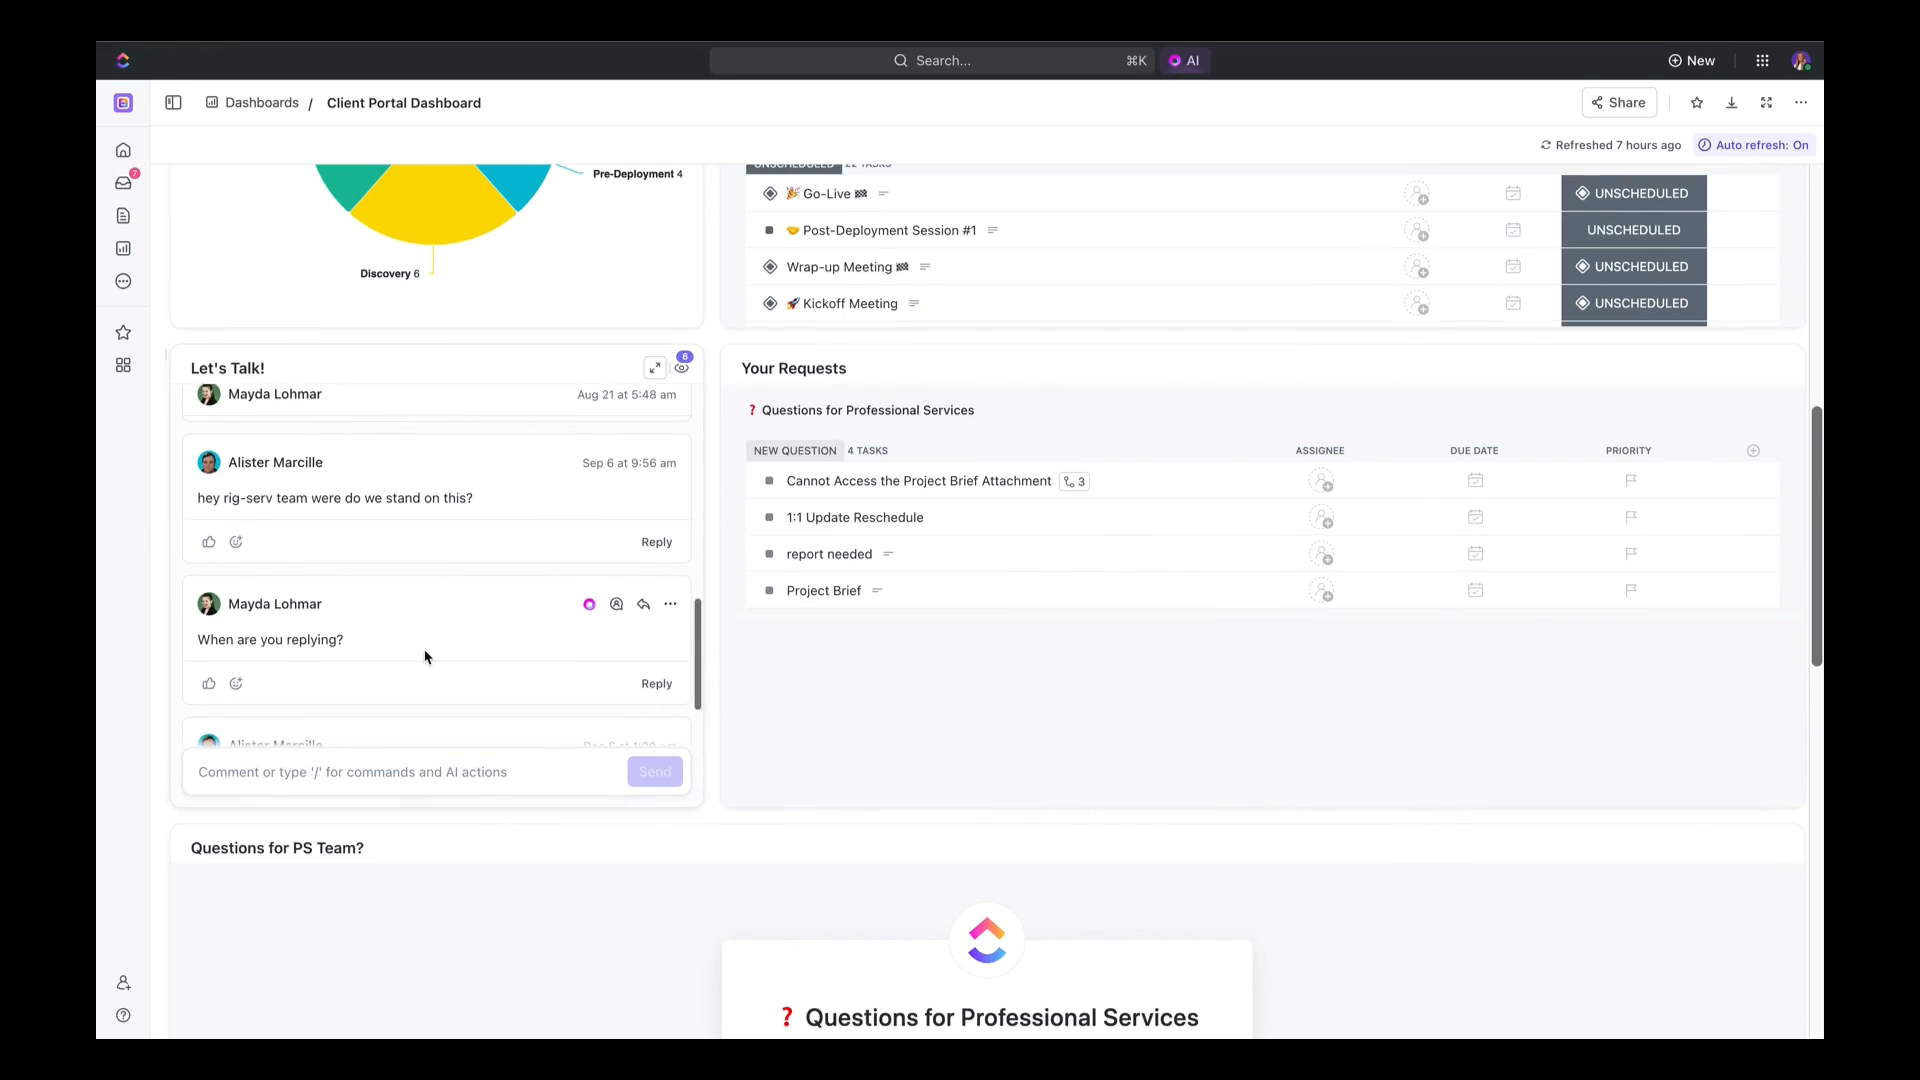 Search...
⌘K
AI
New
Dashboards / Client Portal Dashboard
Share
Refreshed 7 hours ago
Auto refresh: On
7
Pre-Deployment 4
Discovery 6
UNSCHEDULED 22 TASKS
🎉 Go-Live 🏁
UNSCHEDULED
🤝 Post-Deployment Session #1
UNSCHEDULED
Wrap-up Meeting 🏁
UNSCHEDULED
🚀 Kickoff Meeting
UNSCHEDULED
Let's Talk!
6
Mayda Lohmar
Aug 21 at 5:48 am
Alister Marcille
Sep 6 at 9:56 am
hey rig-serv team were do we stand on this?
Reply
Mayda Lohmar
When are you replying?
Reply
Alister Marcille
Comment or type '/' for commands and AI actions
Send
Your Requests
❓ Questions for Professional Services
NEW QUESTION 4 TASKS
ASSIGNEE
DUE DATE
PRIORITY
Cannot Access the Project Brief Attachment 3
1:1 Update Reschedule
report needed
Project Brief
Questions for PS Team?
❓ Questions for Professional Services